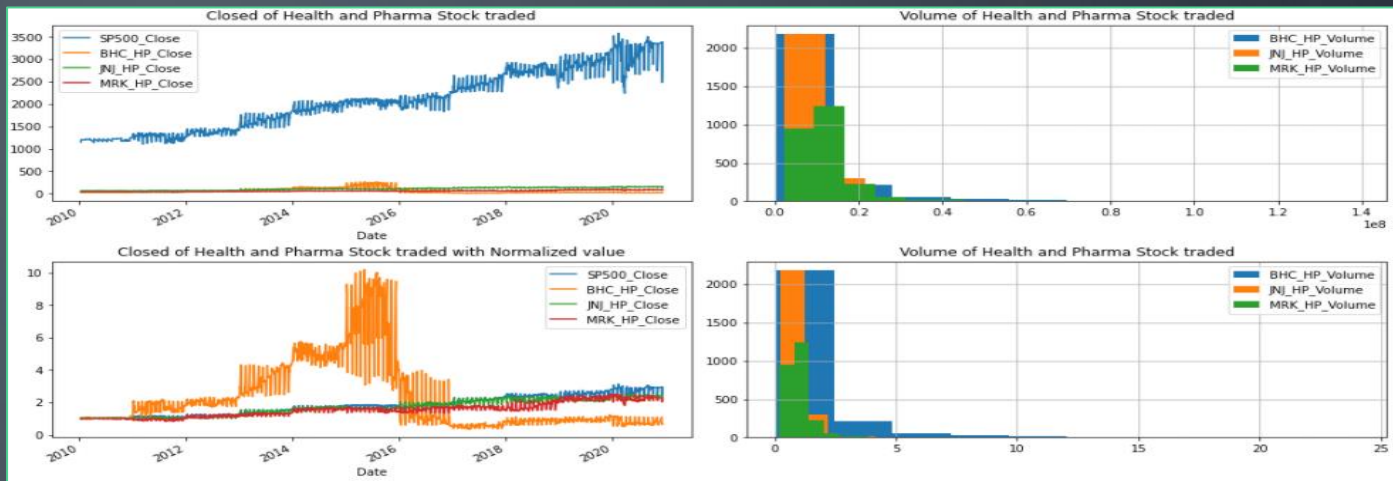 Closed of Health and Pharma Stock traded
SP500_Close
BHC_HP_Close
JNJ_HP_Close
MRK_HP_Close
3500
3000
2500
2000
1500
1000
500
0
2010
2012
2014
2016
2018
2020
Date
Volume of Health and Pharma Stock traded
BHC_HP_Volume
JNJ_HP_Volume
MRK_HP_Volume
2000
1500
1000
500
0
0.0 0.2 0.4 0.6 0.8 1.0 1.2 1.4
1e8
Closed of Health and Pharma Stock traded with Normalized value
SP500_Close
BHC_HP_Close
JNJ_HP_Close
MRK_HP_Close
10
8
6
4
2
0
2010
2012
2014
2016
2018
2020
Date
Volume of Health and Pharma Stock traded
BHC_HP_Volume
JNJ_HP_Volume
MRK_HP_Volume
2000
1500
1000
500
0
0 5 10 15 20 25